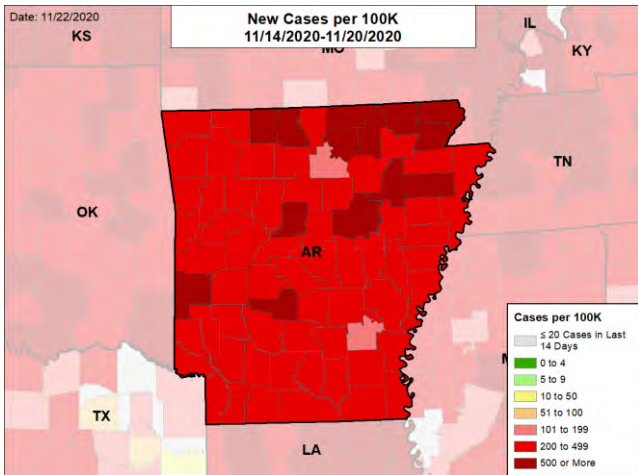 Date: 11/22/2020
New Cases per 100K
11/14/2020-11/20/2020
KS
MO
IL
KY
TN
OK
AR
TX
LA
Cases per 100K
≤ 20 Cases in Last
14 Days
0 to 4
5 to 9
10 to 50
51 to 100
101 to 199
200 to 499
500 or More